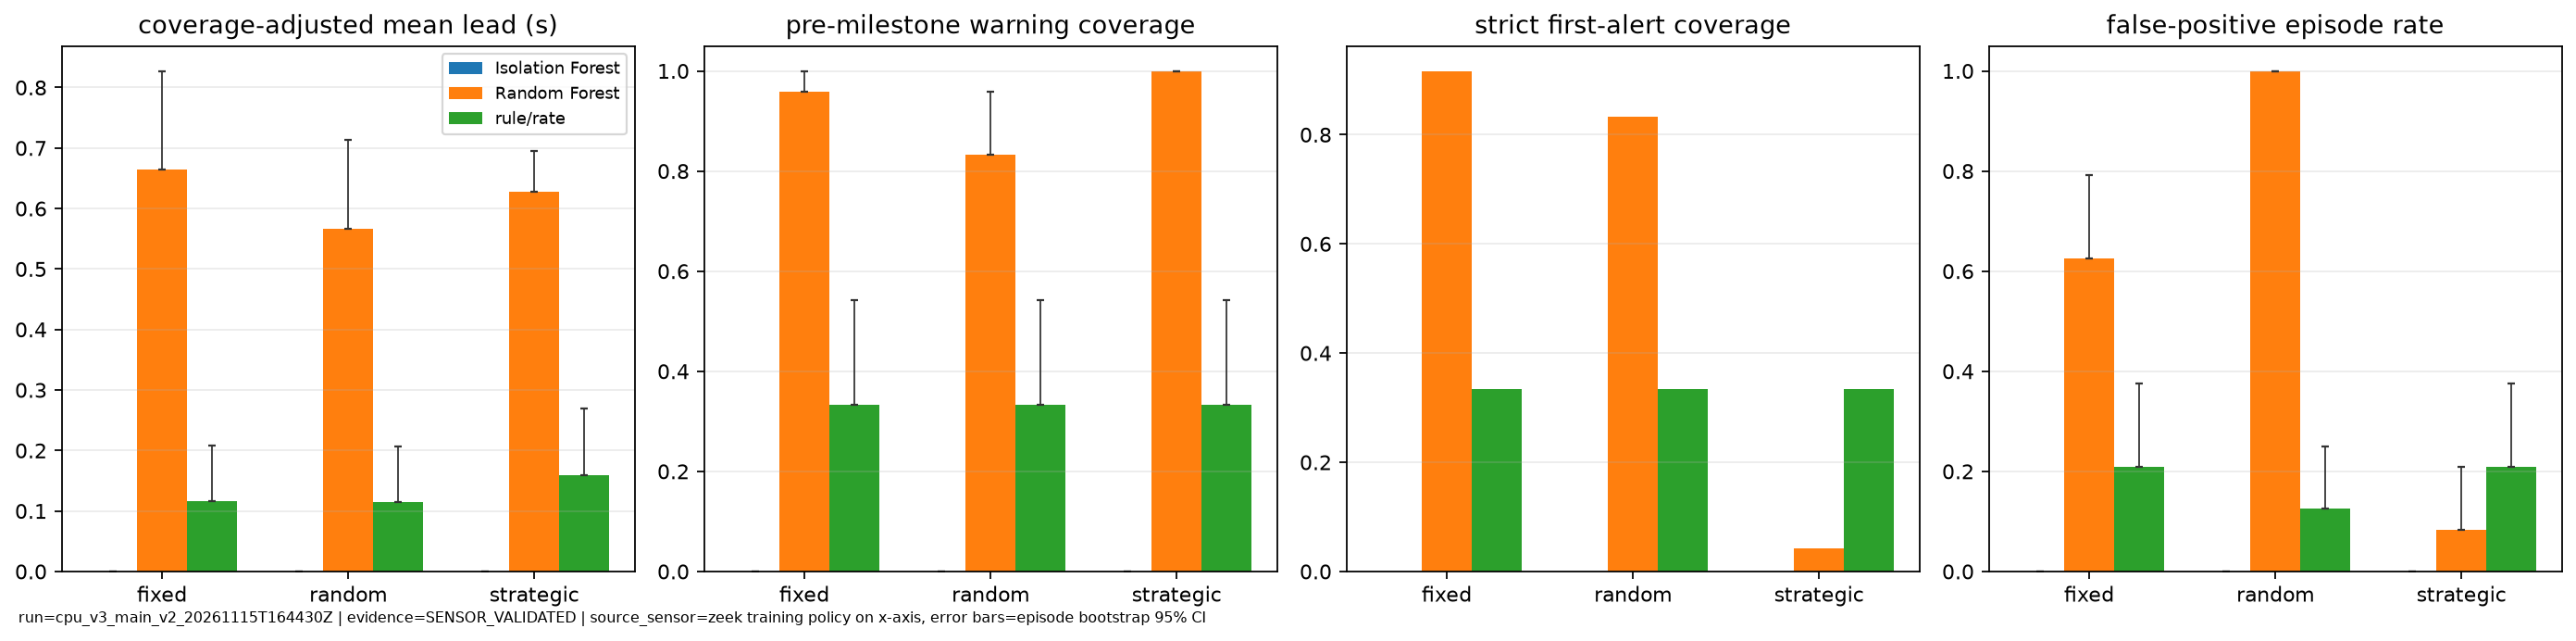 coverage-adjusted mean lead (s)
0.8
0.7
0.6
0.5
0.4
0.3
0.2
0.1
0.0
fixed
random
strategic
Isolation Forest
Random Forest
rule/rate
pre-milestone warning coverage
1.0
0.8
0.6
0.4
0.2
0.0
fixed
random
strategic
strict first-alert coverage
0.8
0.6
0.4
0.2
0.0
fixed
random
strategic
false-positive episode rate
1.0
0.8
0.6
0.4
0.2
0.0
fixed
random
strategic
run=cpu_v3_main_v2_20261115T164430Z | evidence=SENSOR_VALIDATED | source_sensor=zeek training policy on x-axis, error bars=episode bootstrap 95% CI